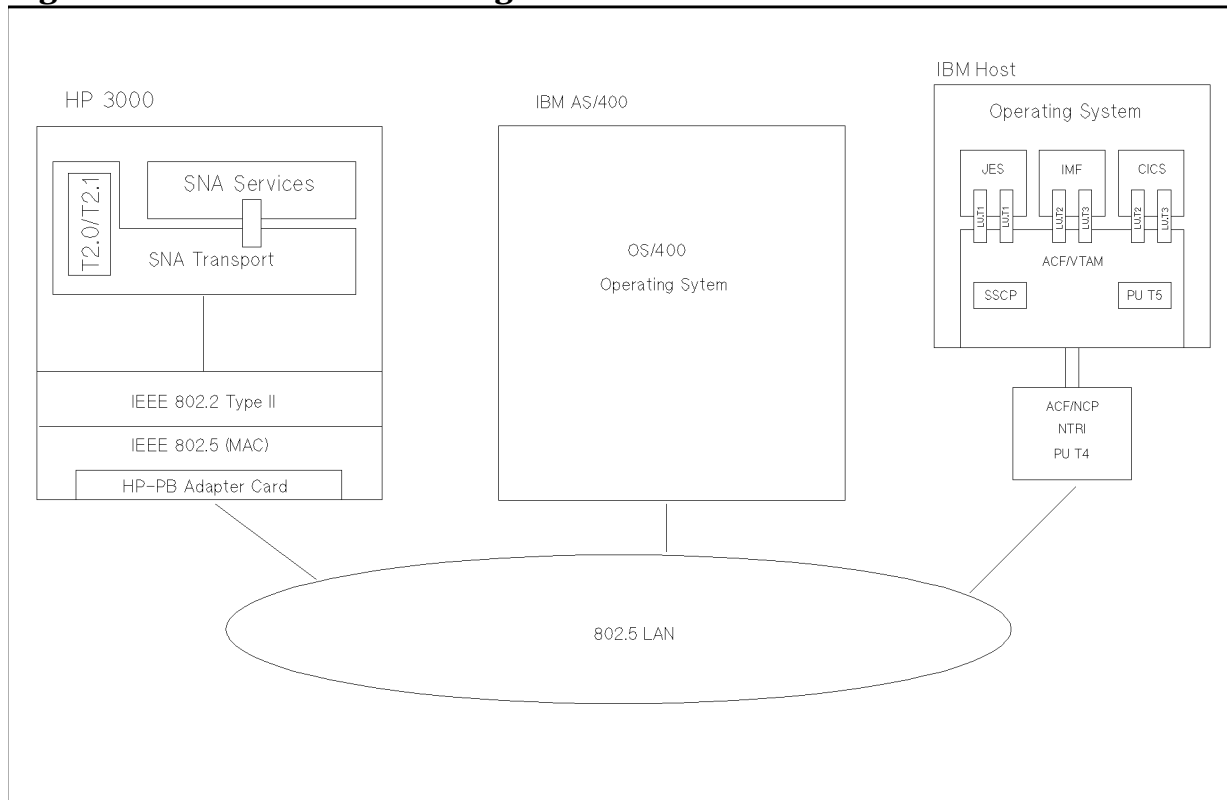 HP 3000
T2.0/T2.1
SNA Services
SNA Transport
IEEE 802.2 Type II
IEEE 802.5 (MAC)
HP-PB Adapter Card
IBM AS/400
OS/400
Operating Sytem
IBM Host
Operating System
JES
IMF
CICS
LU.T1
LU.T1
LU.T2
LU.T3
LU.T2
LU.T3
ACF/VTAM
SSCP
PU T5
ACF/NCP
NTRI
PU T4
802.5 LAN